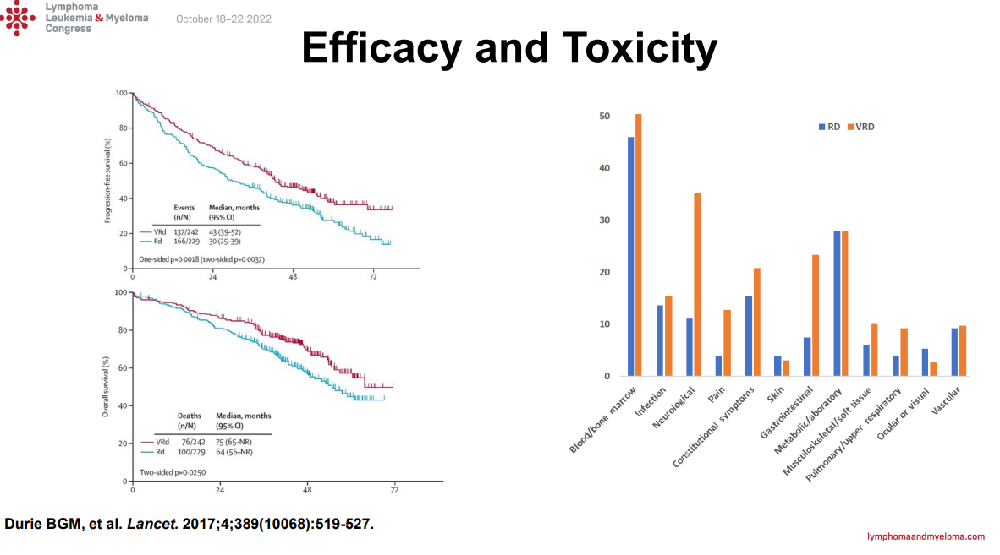 Lymphoma
Leukemia & Myeloma
Congress
October 18–22 2022
Efficacy and Toxicity
100
80
60
40
20
0
Progression-free survival (%)
Events
(n/N)
Median, months
(95% CI)
VRd 137/242 43 (39–52)
Rd 166/229 30 (25–39)
One-sided p=0·0018 (two-sided p=0·0037)
0 24 48 72
100
80
60
40
20
0
Overall survival (%)
Deaths
(n/N)
Median, months
(95% CI)
VRd 76/242 75 (65–NR)
Rd 100/229 64 (56–NR)
Two-sided p=0·0250
0 24 48 72
50
40
30
20
10
0
RD VRD
Blood/bone marrow
Infection
Neurological
Pain
Constitutional symptoms
Skin
Gastrointestinal
Metabolic/aboratory
Musculoskeletal/soft tissue
Pulmonary/upper respiratory
Ocular or visual
Vascular
Durie BGM, et al. Lancet. 2017;4;389(10068):519-527.
lymphomaandmyeloma.com